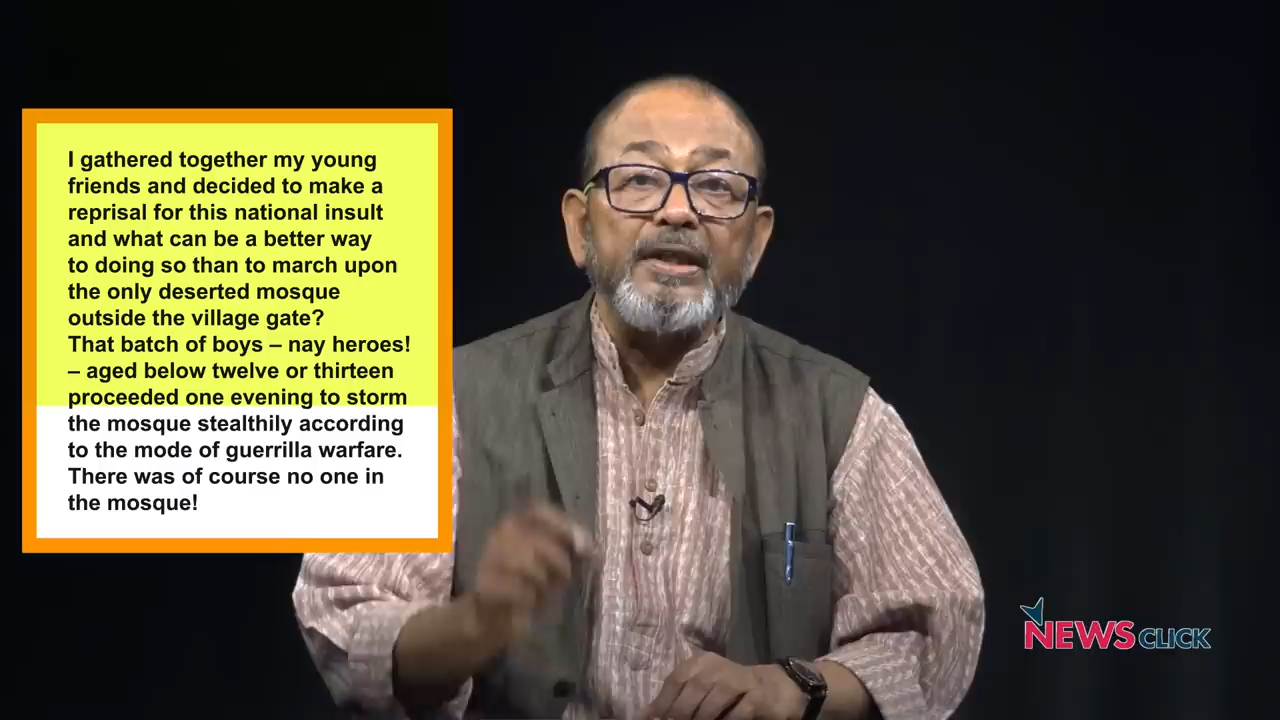 I gathered together my young
friends and decided to make a
reprisal for this national insult
and what can be a better way
to doing so than to march upon
the only deserted mosque
outside the village gate?
That batch of boys – nay heroes!
– aged below twelve or thirteen
proceeded one evening to storm
the mosque stealthily according
to the mode of guerrilla warfare.
There was of course no one in
the mosque!
NEWSCLICK